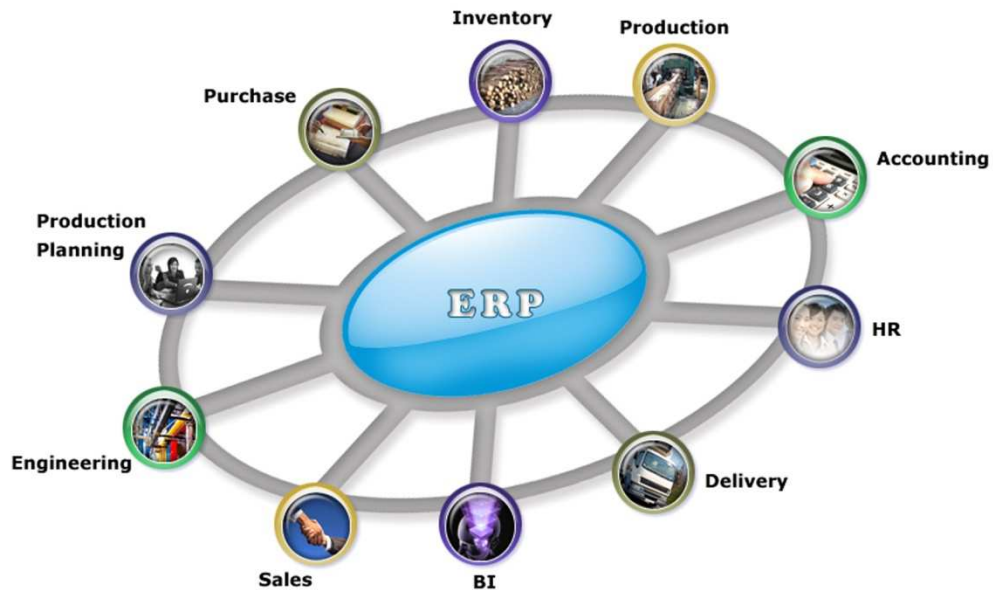 Inventory
Production
Purchase
Accounting
Production
Planning
ERP
HR
Engineering
Delivery
Sales
BI